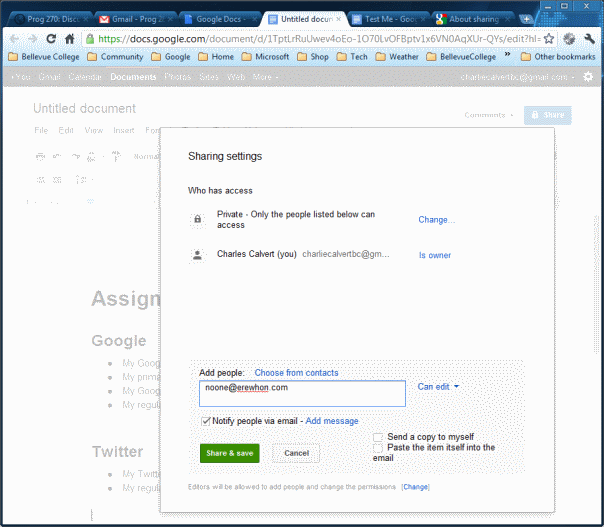 Prog 270: Disc
Gmail - Prog 2
Google Docs
Untitled docum
Test Me - Goo
About sharing
https://docs.google.com/document/d/1TptLrRuUwev4oEo-1O70LvOFBptv1x6VN0AqXUr-QYs/edit?hl=
Bellevue College Community Google Home Microsoft Shop Tech Weather BellevueCollege » Other bookmarks
+You Gmail Calendar Documents Photos Sites Web More charliecalvertbc@gmail.com
Untitled document
Comments Share
File Edit View Insert Form
Normal
Sharing settings
Who has access
Private - Only the people listed below can
access
Change...
Charles Calvert (you) charliecalvertbc@gm... Is owner
Assign
Google
My Goog
My prima
My Goog
My regul
Add people: Choose from contacts
noone@erewhon.com
Can edit
Notify people via email - Add message
Send a copy to myself
Paste the item itself into the
email
Share & save Cancel
Twitter
My Twitt
My regul
Editors will be allowed to add people and change the permissions. [Change]